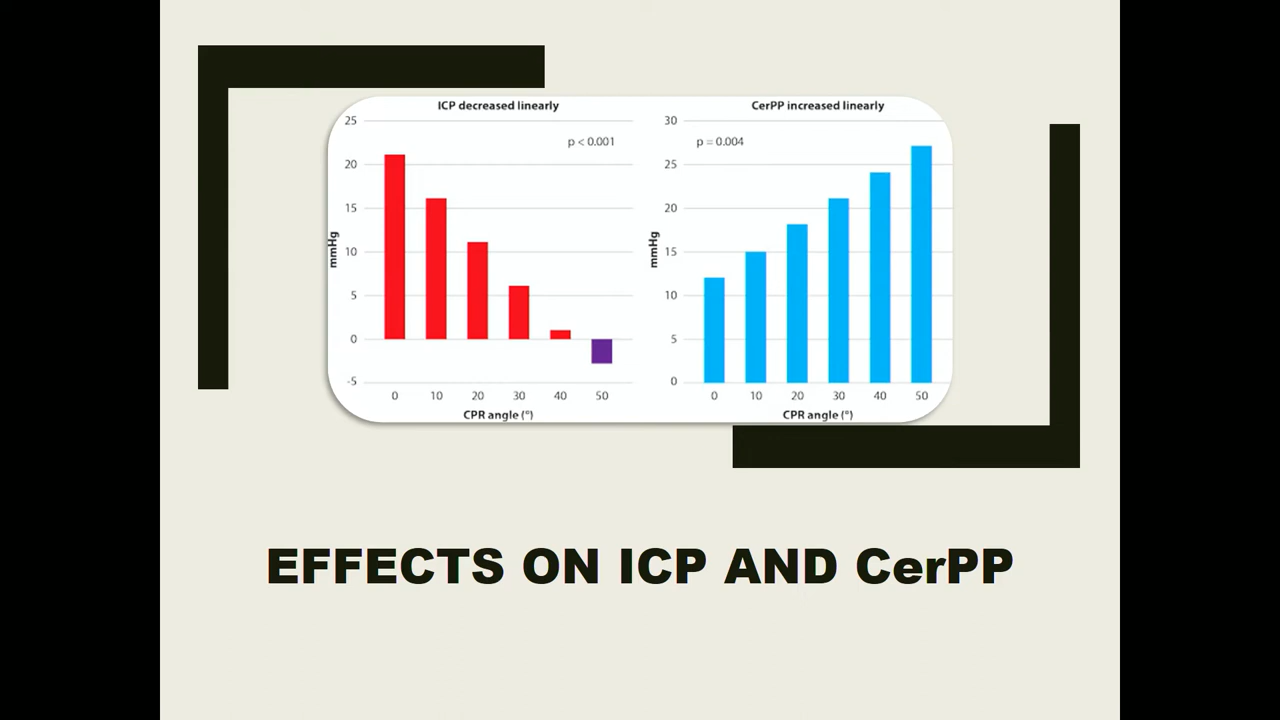 ICP decreased linearly
p < 0.001
25
20
15
10
5
0
-5
mmHg
0 10 20 30 40 50
CPR angle (°)
CerPP increased linearly
p = 0.004
30
25
20
15
10
5
0
mmHg
0 10 20 30 40 50
CPR angle (°)
EFFECTS ON ICP AND CerPP